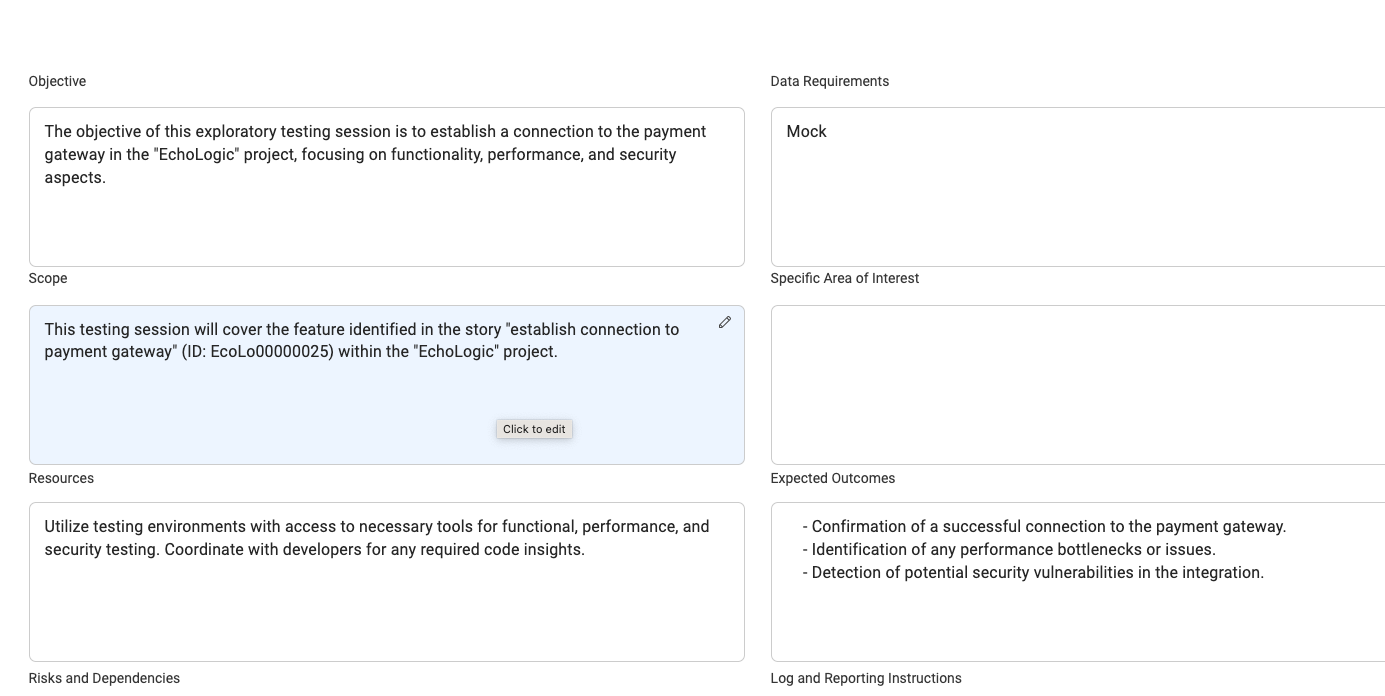 Objective
The objective of this exploratory testing session is to establish a connection to the payment
gateway in the "EchoLogic" project, focusing on functionality, performance, and security
aspects.
Scope
This testing session will cover the feature identified in the story "establish connection to
payment gateway" (ID: EcoLo00000025) within the "EchoLogic" project.
Click to edit
Resources
Utilize testing environments with access to necessary tools for functional, performance, and
security testing. Coordinate with developers for any required code insights.
Risks and Dependencies
Data Requirements
Mock
Specific Area of Interest
Expected Outcomes
- Confirmation of a successful connection to the payment gateway.
- Identification of any performance bottlenecks or issues.
- Detection of potential security vulnerabilities in the integration.
Log and Reporting Instructions